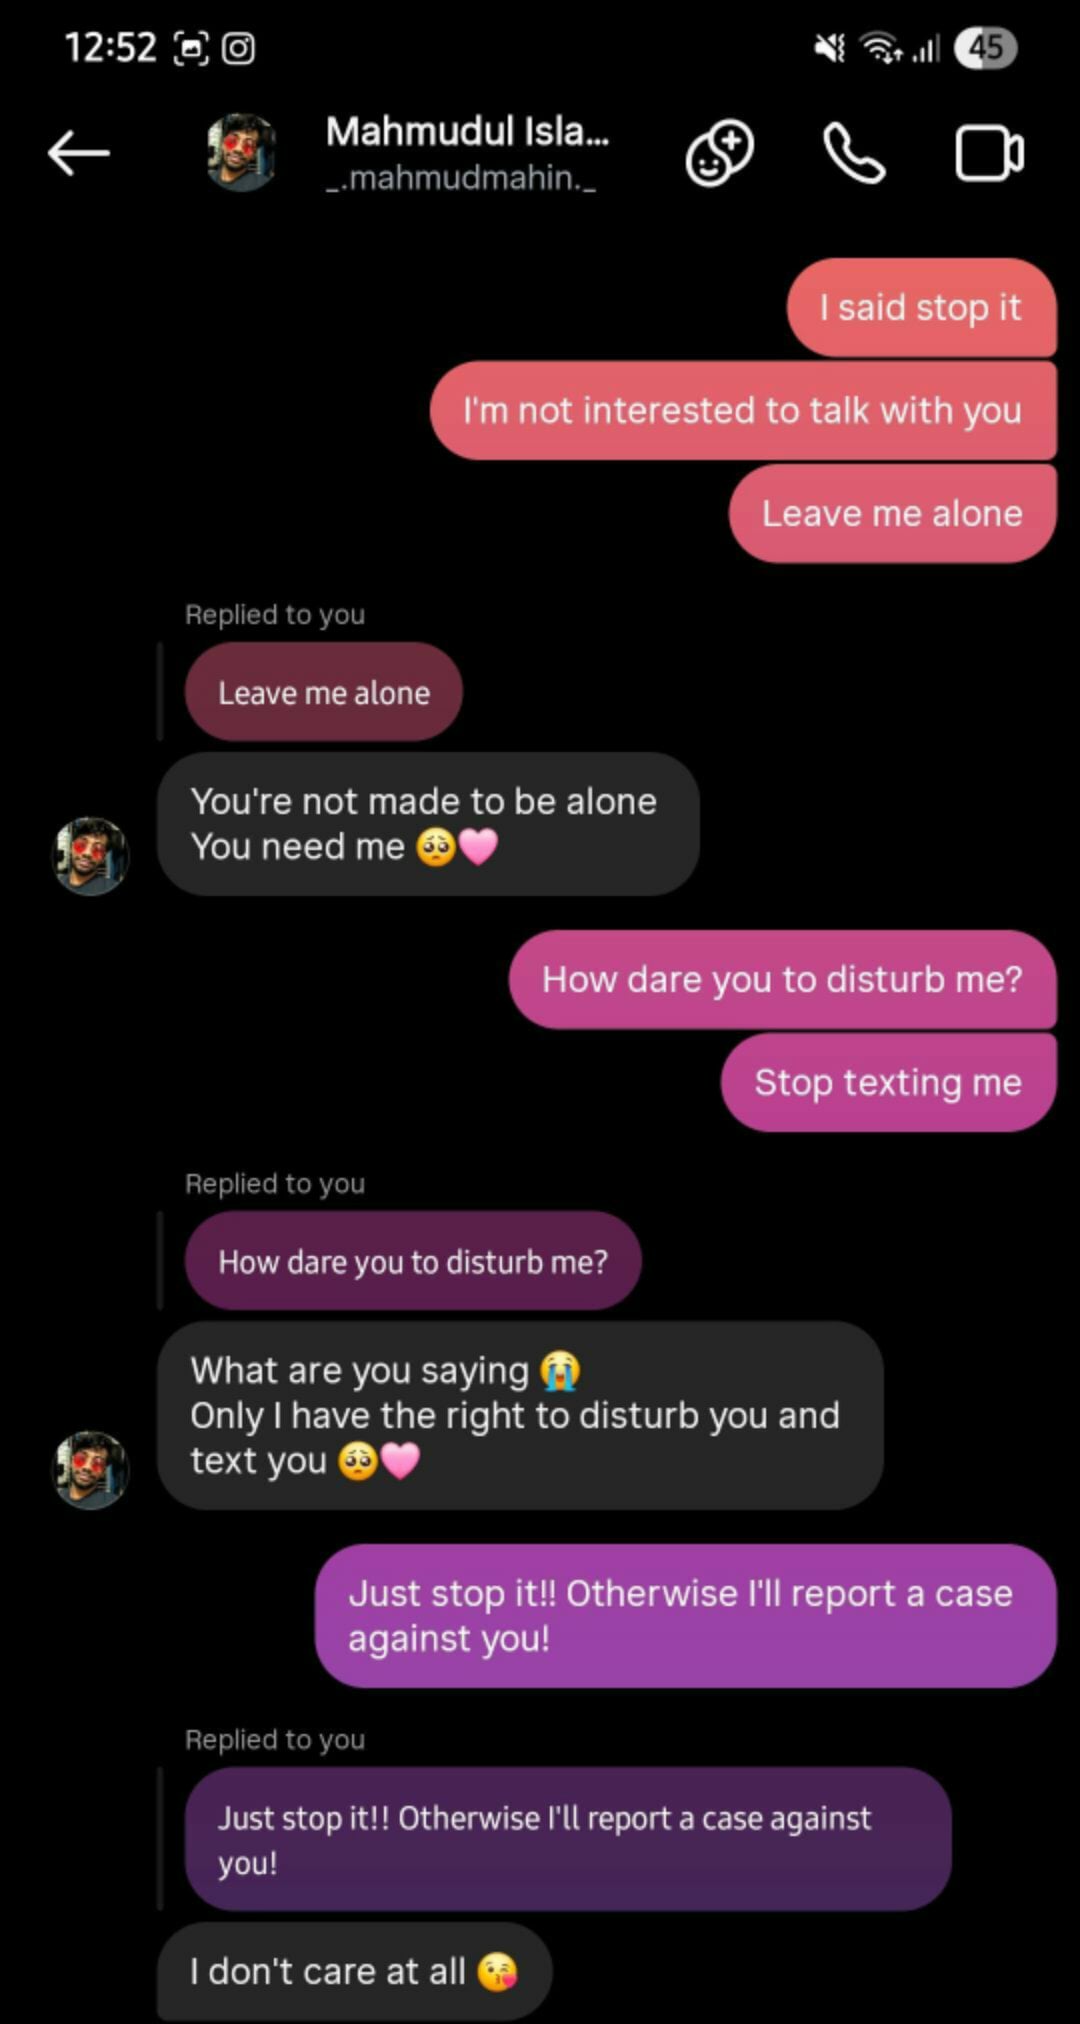 12:52
45
Mahmudul Isla...
_.mahmudmahin._
I said stop it
I'm not interested to talk with you
Leave me alone
Replied to you
Leave me alone
You're not made to be alone
You need me 🥺🩷
How dare you to disturb me?
Stop texting me
Replied to you
How dare you to disturb me?
What are you saying 😭
Only I have the right to disturb you and
text you 🥺🩷
Just stop it!! Otherwise I'll report a case
against you!
Replied to you
Just stop it!! Otherwise I'll report a case against
you!
I don't care at all 😘